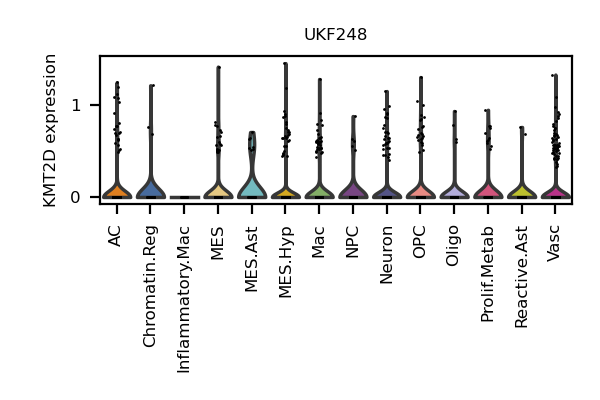 UKF248
KMT2D expression
1
0
AC
Chromatin.Reg
Inflammatory.Mac
MES
MES.Ast
MES.Hyp
Mac
NPC
Neuron
OPC
Oligo
Prolif.Metab
Reactive.Ast
Vasc